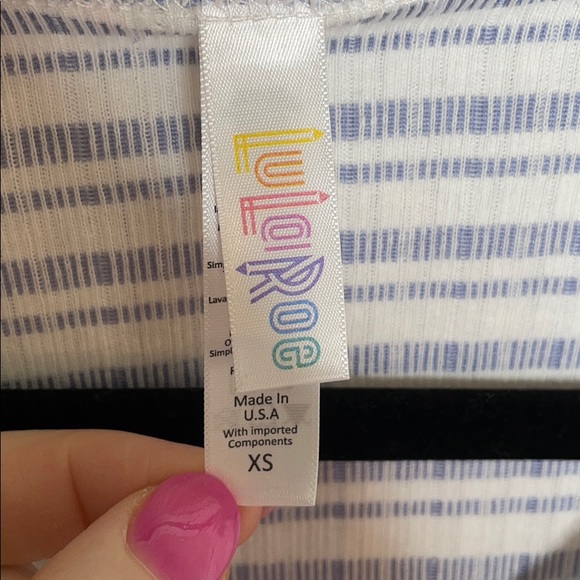 LuLaRoe
Made In
U.S.A
With imported
Components
XS